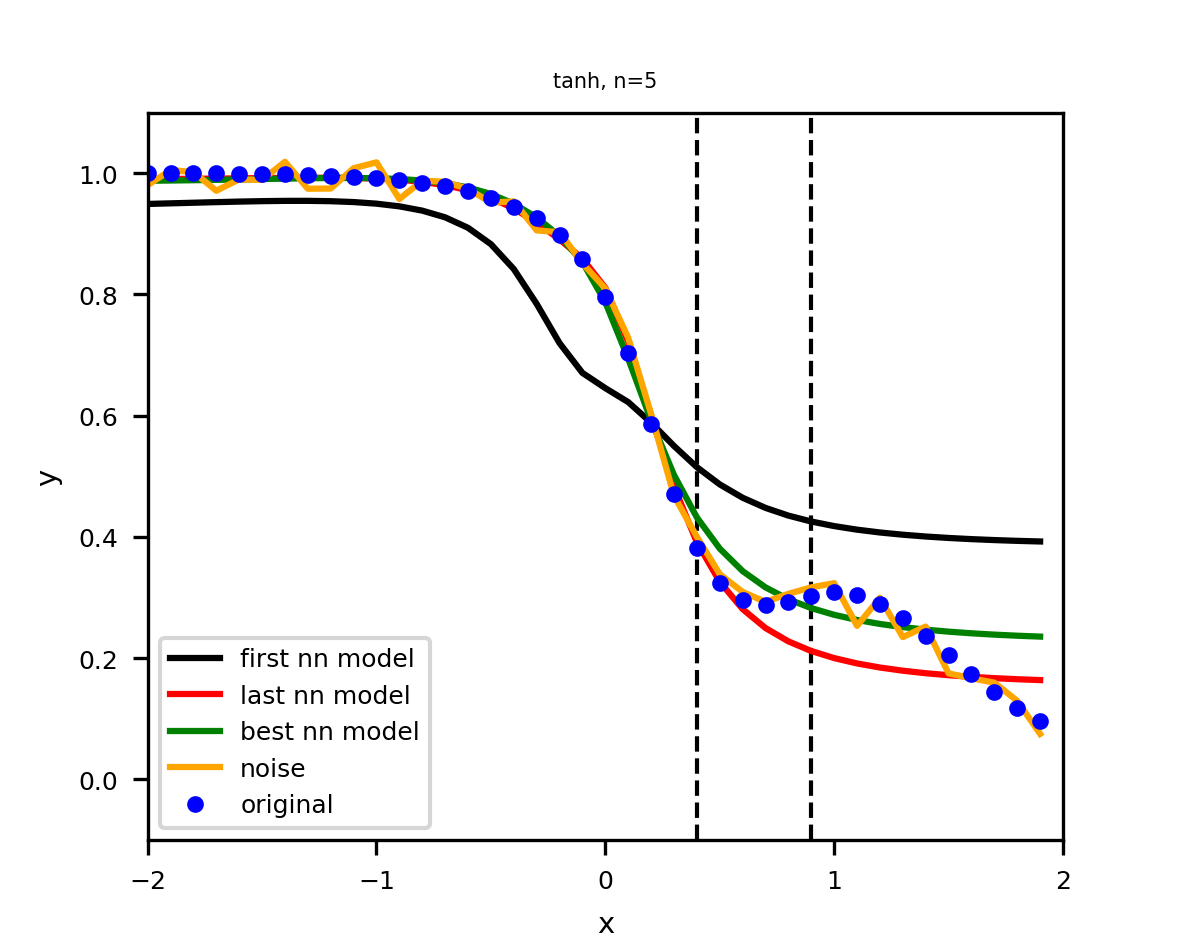 tanh, n=5
y
1.0
0.8
0.6
0.4
0.2
0.0
first nn model
last nn model
best nn model
noise
original
−2
−1
0
1
2
x